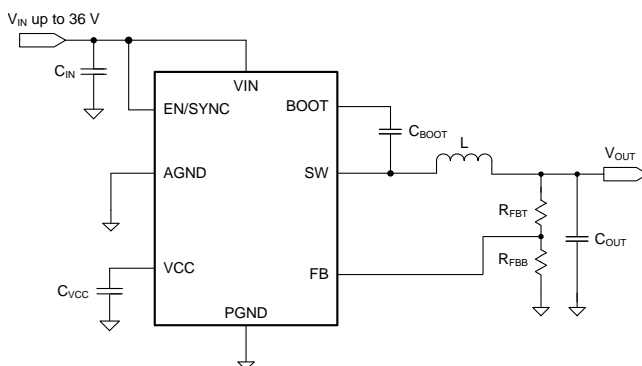 V_IN up to 36 V
C_IN
VIN
EN/SYNC
BOOT
C_BOOT
L
V_OUT
AGND
SW
R_FBT
C_OUT
VCC
FB
R_FBB
C_VCC
PGND